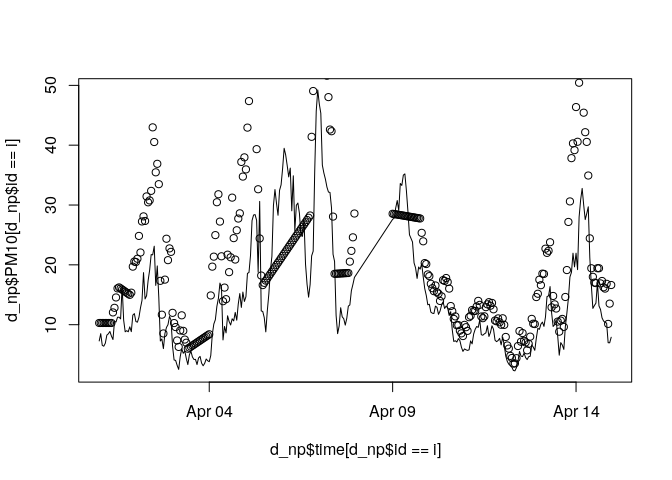 50
40
30
20
10
d_np$PM10[d_np$id == i]
Apr 04
Apr 09
Apr 14
d_np$time[d_np$id == i]